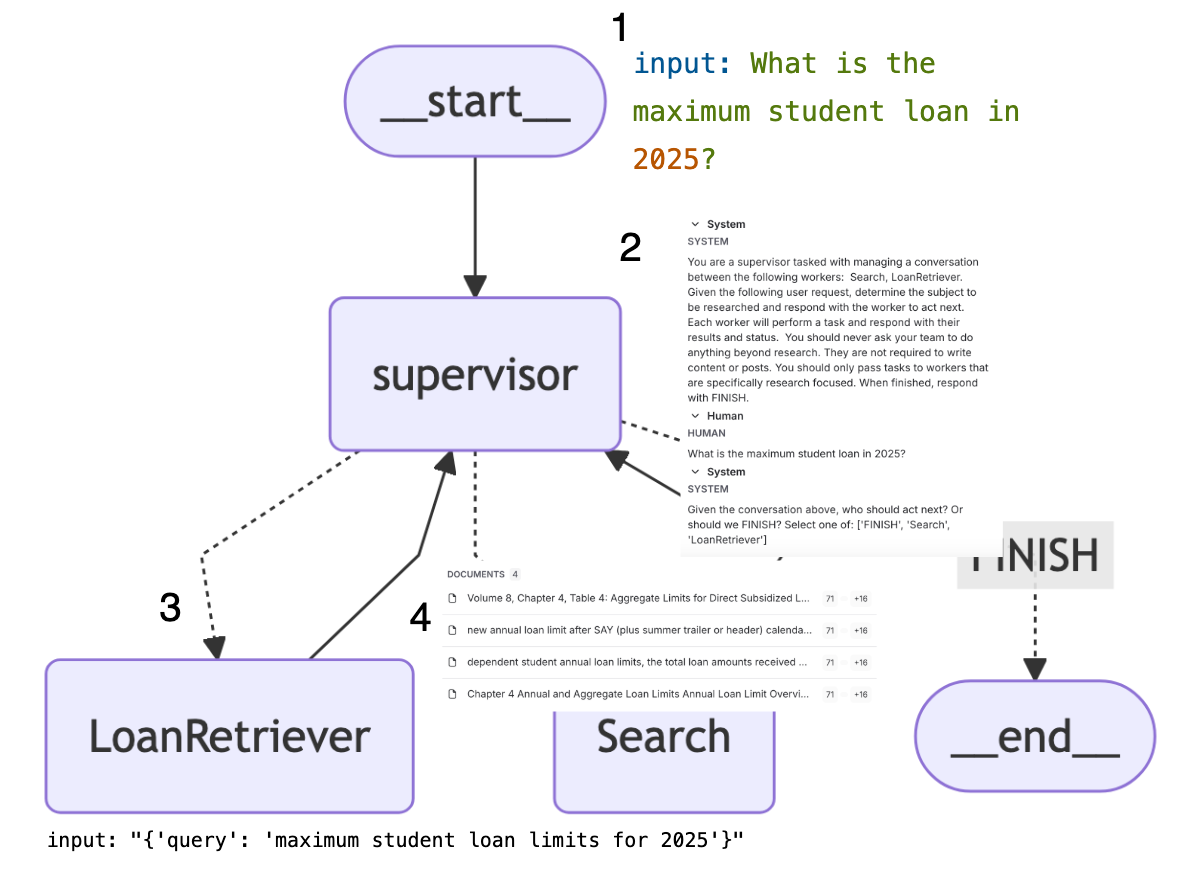 1
input: What is the
maximum student loan in
2025?
__start__
2
System
SYSTEM
You are a supervisor tasked with managing a conversation
between the following workers:  Search, LoanRetriever.
Given the following user request, determine the subject to
be researched and respond with the worker to act next.
Each worker will perform a task and respond with their
results and status.  You should never ask your team to do
anything beyond research. They are not required to write
content or posts. You should only pass tasks to workers that
are specifically research focused. When finished, respond
with FINISH.
Human
HUMAN
What is the maximum student loan in 2025?
System
SYSTEM
Given the conversation above, who should act next? Or
should we FINISH? Select one of: ['FINISH', 'Search',
'LoanRetriever']
supervisor
FINISH
3
4
DOCUMENTS 4
Volume 8, Chapter 4, Table 4: Aggregate Limits for Direct Subsidized L... 71 +16
new annual loan limit after SAY (plus summer trailer or header) calenda... 71 +16
dependent student annual loan limits, the total loan amounts received ... 71 +16
Chapter 4 Annual and Aggregate Loan Limits Annual Loan Limit Overvi... 71 +16
LoanRetriever
Search
__end__
input: "{'query': 'maximum student loan limits for 2025'}"